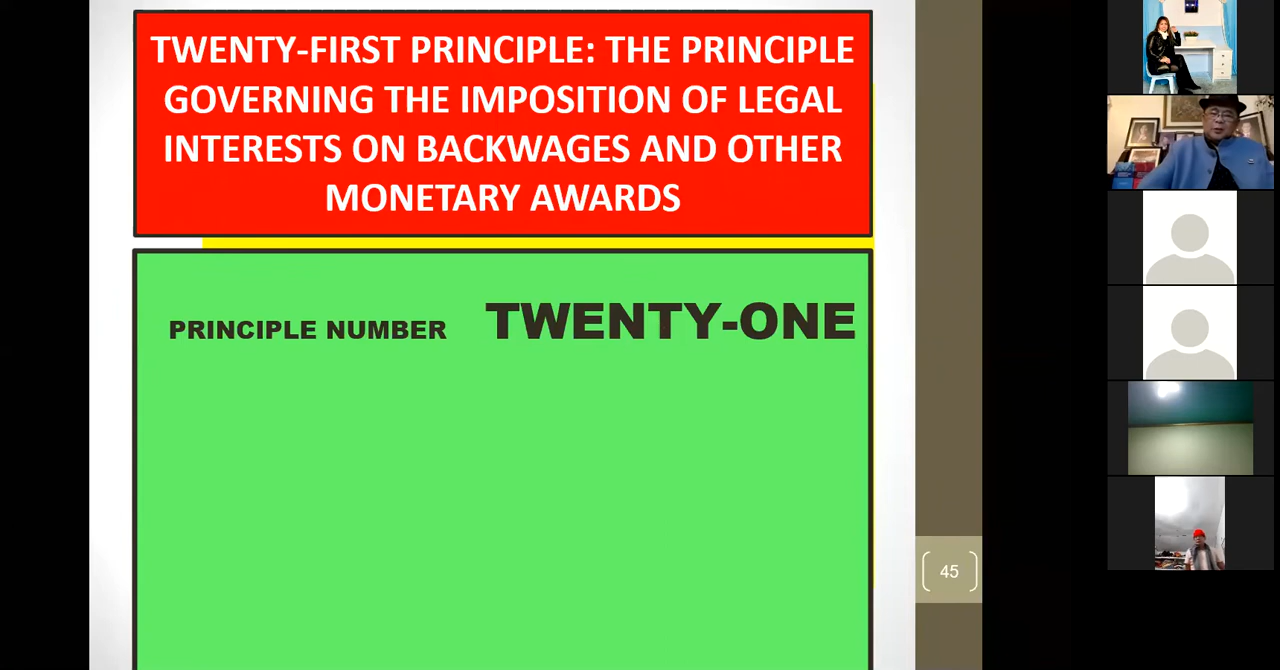 TWENTY-FIRST PRINCIPLE: THE PRINCIPLE
GOVERNING THE IMPOSITION OF LEGAL
INTERESTS ON BACKWAGES AND OTHER
MONETARY AWARDS
PRINCIPLE NUMBER TWENTY-ONE
45